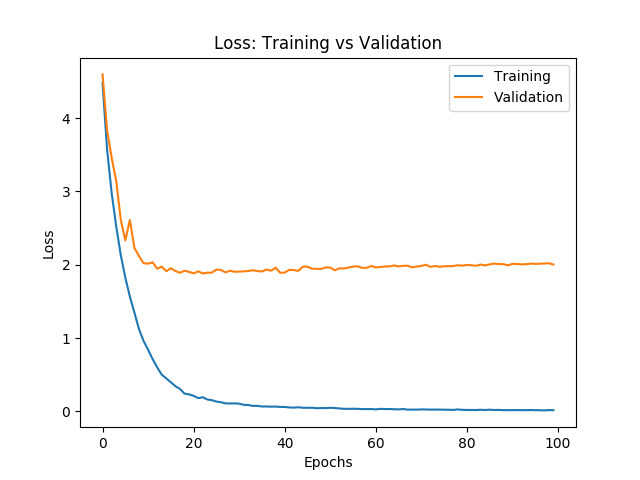 Loss: Training vs Validation
Training
Validation
4
3
2
1
0
Loss
0 20 40 60 80 100
Epochs